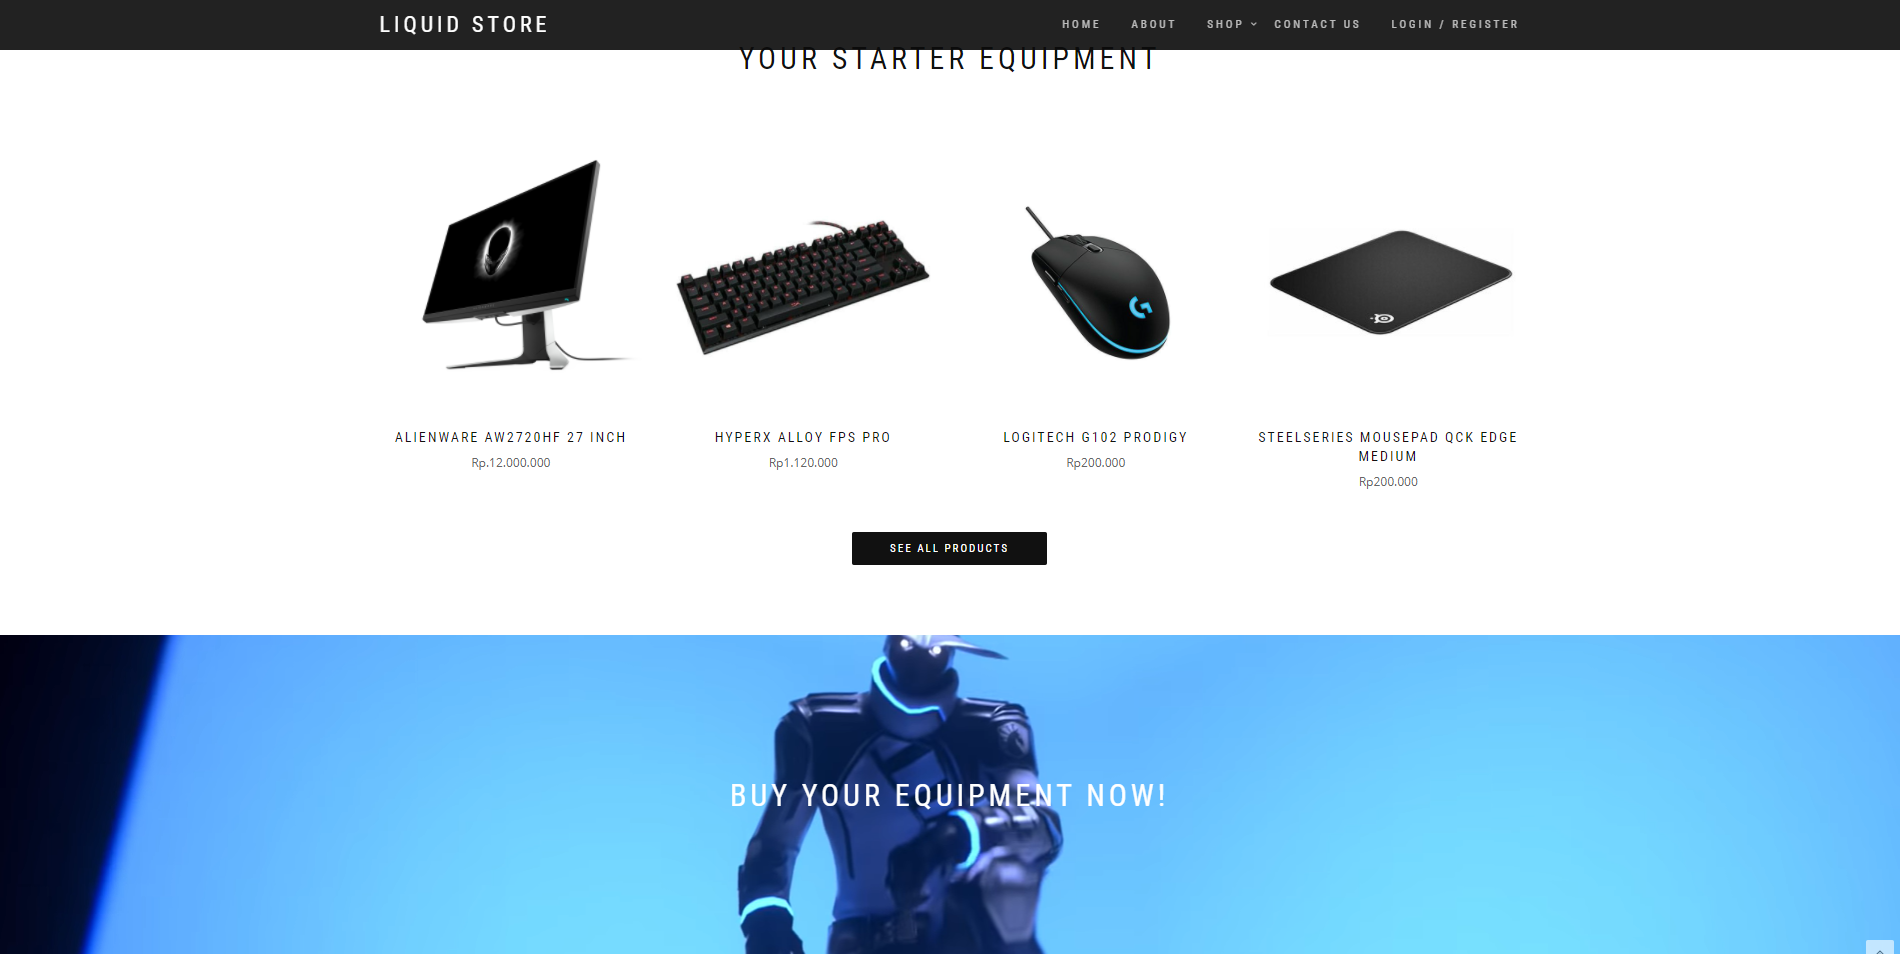 LIQUID STORE
HOME ABOUT SHOP CONTACT US LOGIN / REGISTER
YOUR STARTER EQUIPMENT
ALIENWARE AW2720HF 27 INCH
Rp.12.000.000
HYPERX ALLOY FPS PRO
Rp1.120.000
LOGITECH G102 PRODIGY
Rp200.000
STEELSERIES MOUSEPAD QCK EDGE
MEDIUM
Rp200.000
SEE ALL PRODUCTS
BUY YOUR EQUIPMENT NOW!